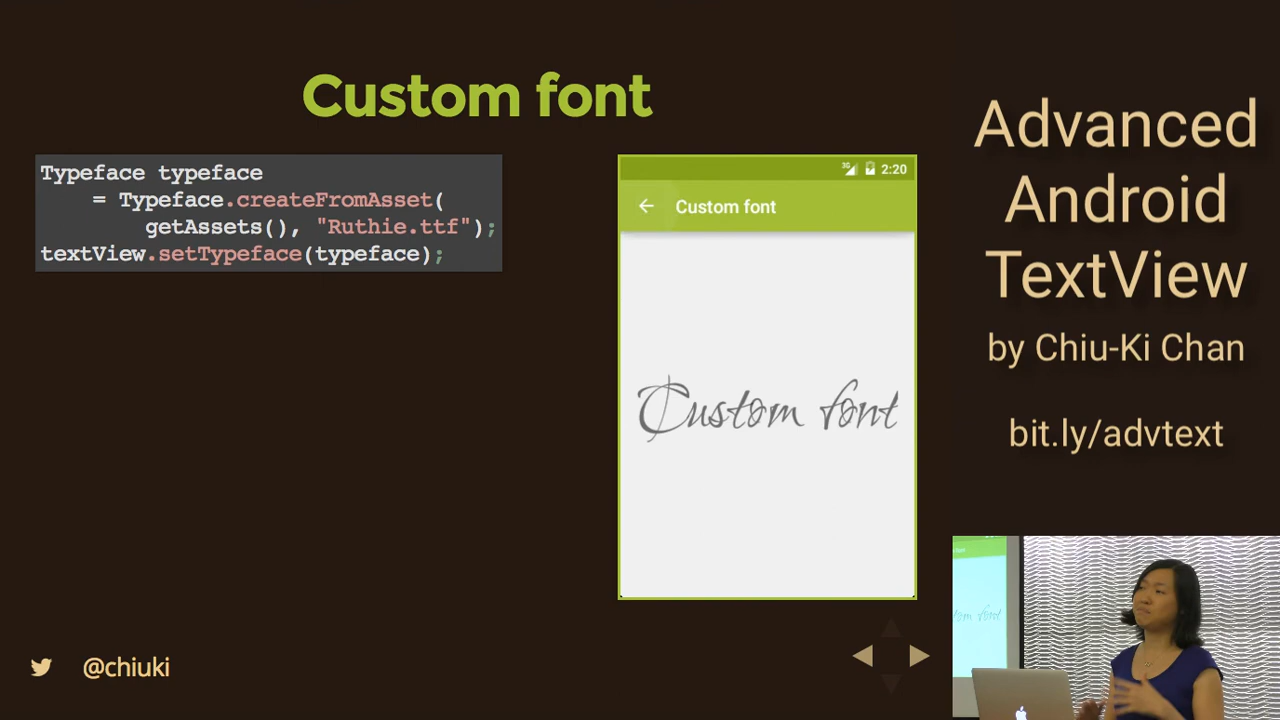 Custom font
Typeface typeface
= Typeface.createFromAsset(
getAssets(), "Ruthie.ttf");
textView.setTypeface(typeface);
3G 2:20
Custom font
Custom font
@chiuki
Advanced
Android
TextView
by Chiu-Ki Chan
bit.ly/advtext